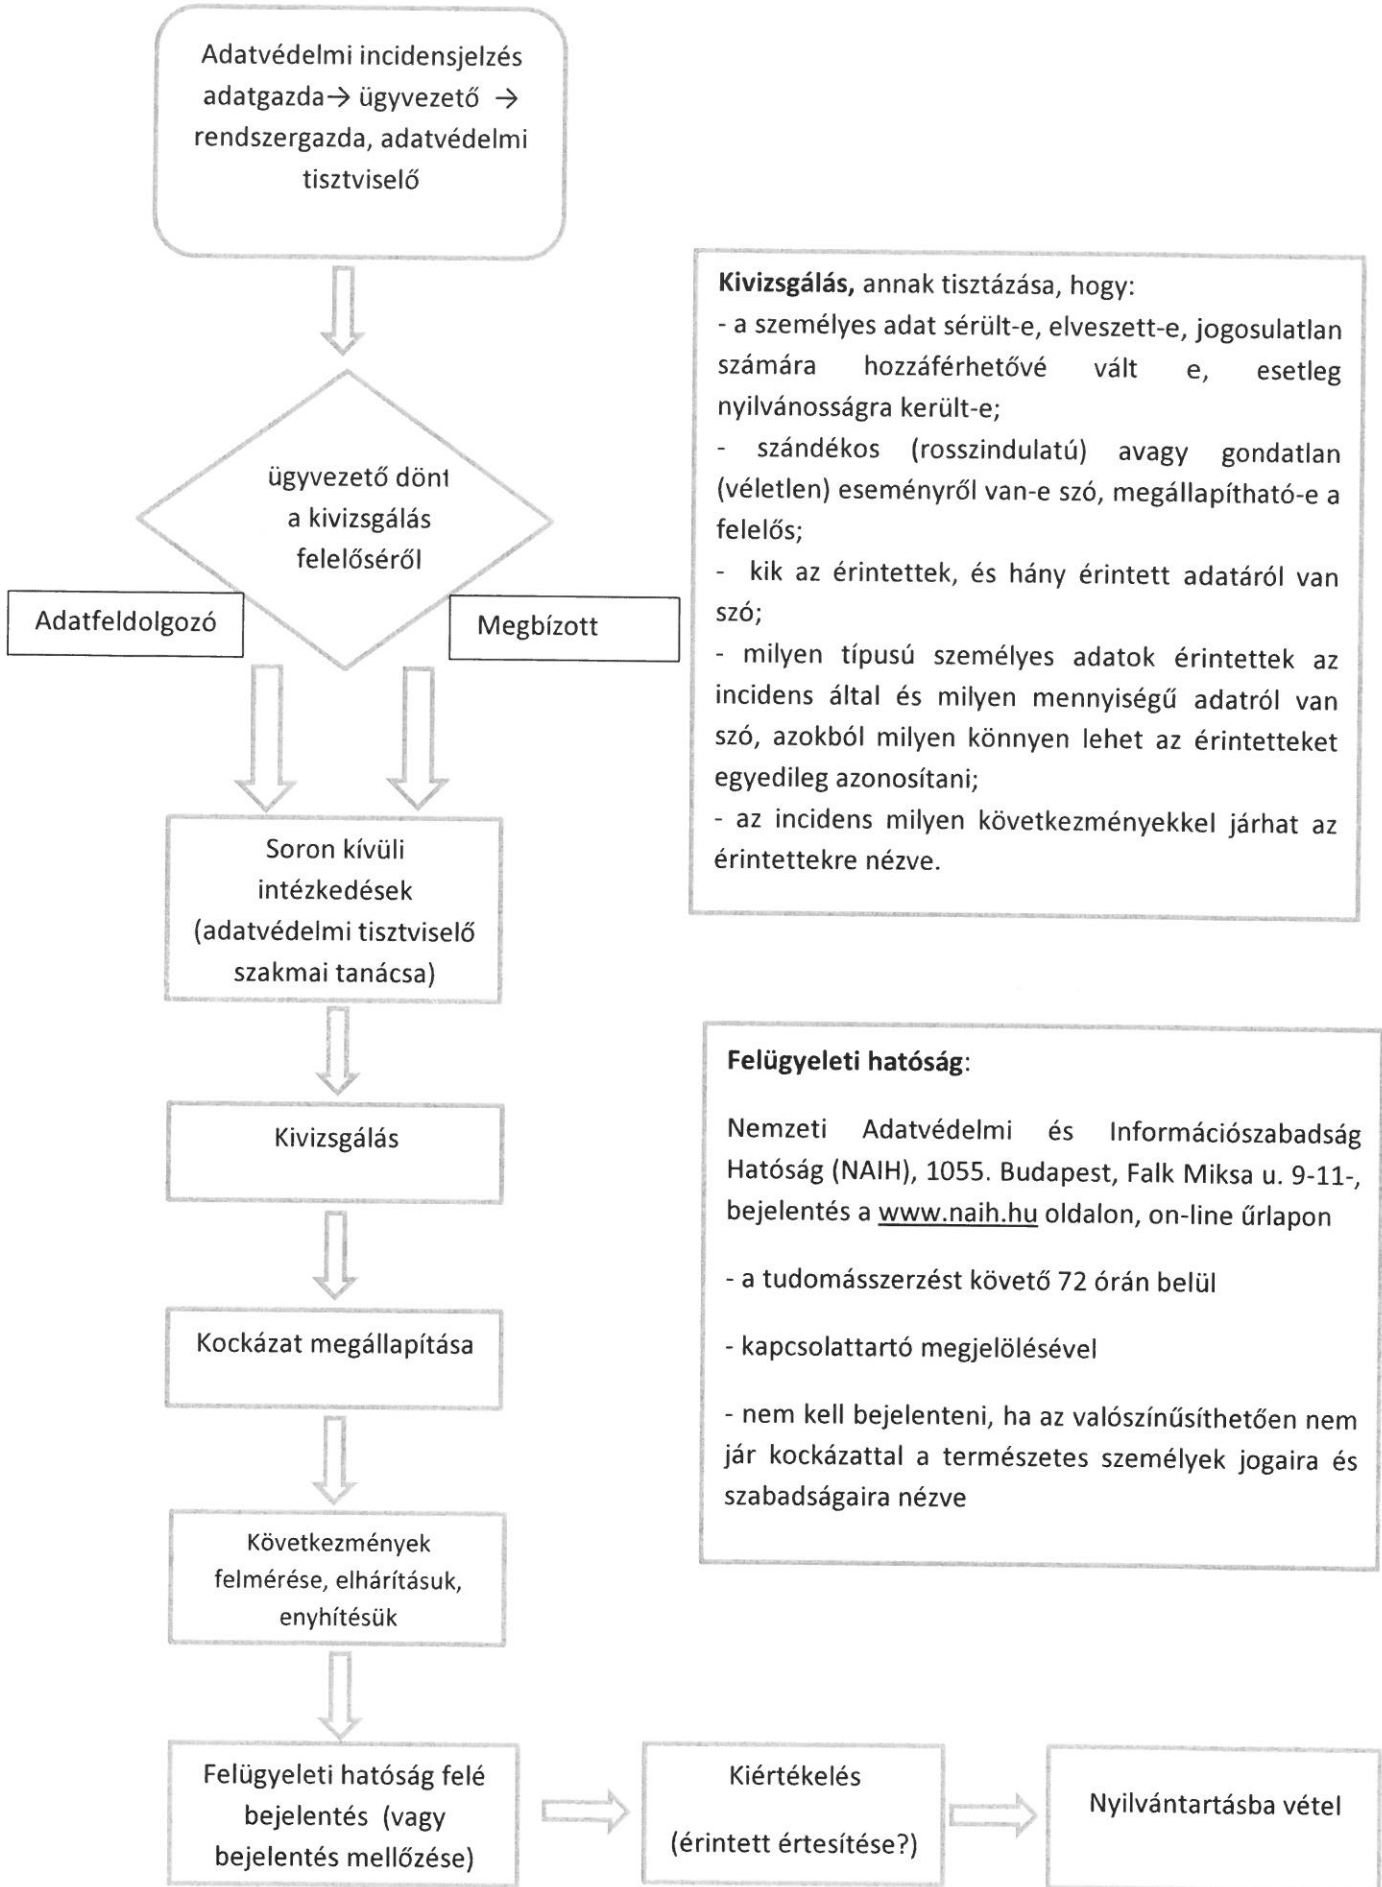 Adatvédelmi incidensjelzés
adatgazda→ ügyvezető →
rendszergazda, adatvédelmi
tisztviselő
ügyvezető dönt
a kivizsgálás
felelőséről
Adatfeldolgozó
Megbízott
Soron kívüli
intézkedések
(adatvédelmi tisztviselő
szakmai tanácsa)
Kivizsgálás
Kockázat megállapítása
Következmények
felmérése, elhárításuk,
enyhítésük
Felügyeleti hatóság felé
bejelentés (vagy
bejelentés mellőzése)
Kiértékelés
(érintett értesítése?)
Nyilvántartásba vétel
Kivizsgálás, annak tisztázása, hogy:
- a személyes adat sérült-e, elveszett-e, jogosulatlan
számára hozzáférhetővé vált e, esetleg
nyilvánosságra került-e;
- szándékos (rosszindulatú) avagy gondatlan
(véletlen) eseményről van-e szó, megállapítható-e a
felelős;
- kik az érintettek, és hány érintett adatáról van
szó;
- milyen típusú személyes adatok érintettek az
incidens által és milyen mennyiségű adatról van
szó, azokból milyen könnyen lehet az érintetteket
egyedileg azonosítani;
- az incidens milyen következményekkel járhat az
érintettekre nézve.
Felügyeleti hatóság:
Nemzeti Adatvédelmi és Információszabadság
Hatóság (NAIH), 1055. Budapest, Falk Miksa u. 9-11-,
bejelentés a www.naih.hu oldalon, on-line űrlapon
- a tudomásszerzést követő 72 órán belül
- kapcsolattartó megjelölésével
- nem kell bejelenteni, ha az valószínűsíthetően nem
jár kockázattal a természetes személyek jogaira és
szabadságaira nézve